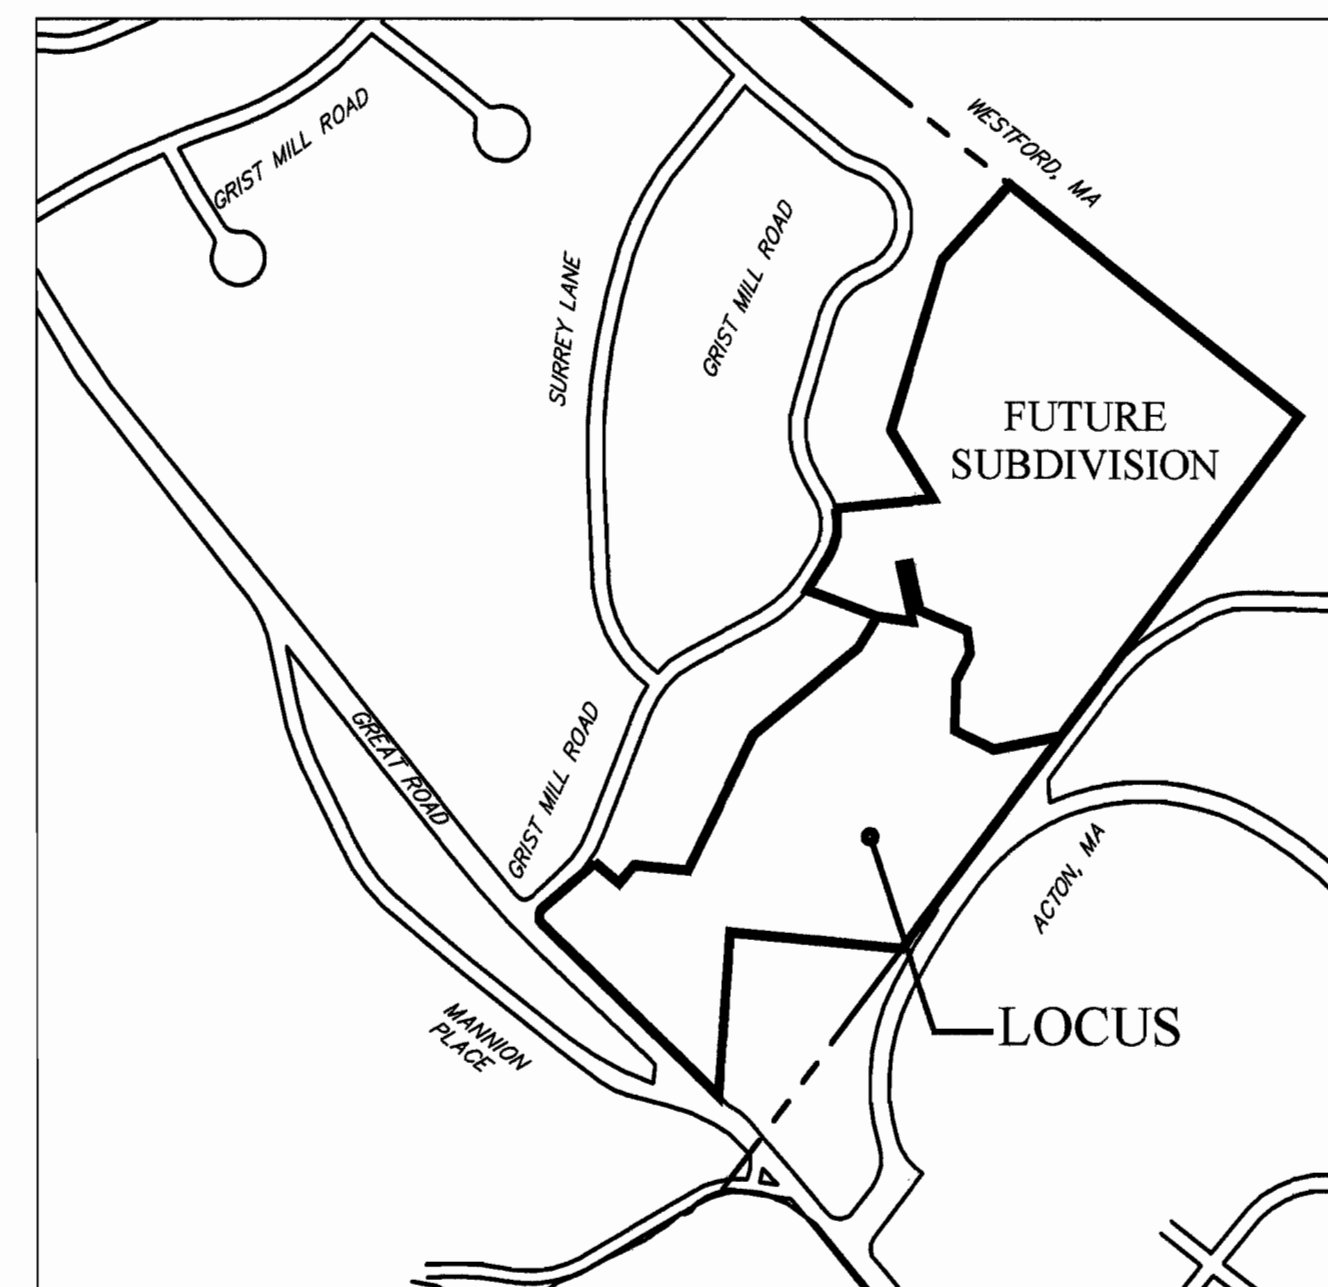 GRIST MILL ROAD
WESTFORD, MA
SURREY LANE
GRIST MILL ROAD
FUTURE
SUBDIVISION
GREAT ROAD
GRIST MILL ROAD
ACTON, MA
MANNION
PLACE
LOCUS